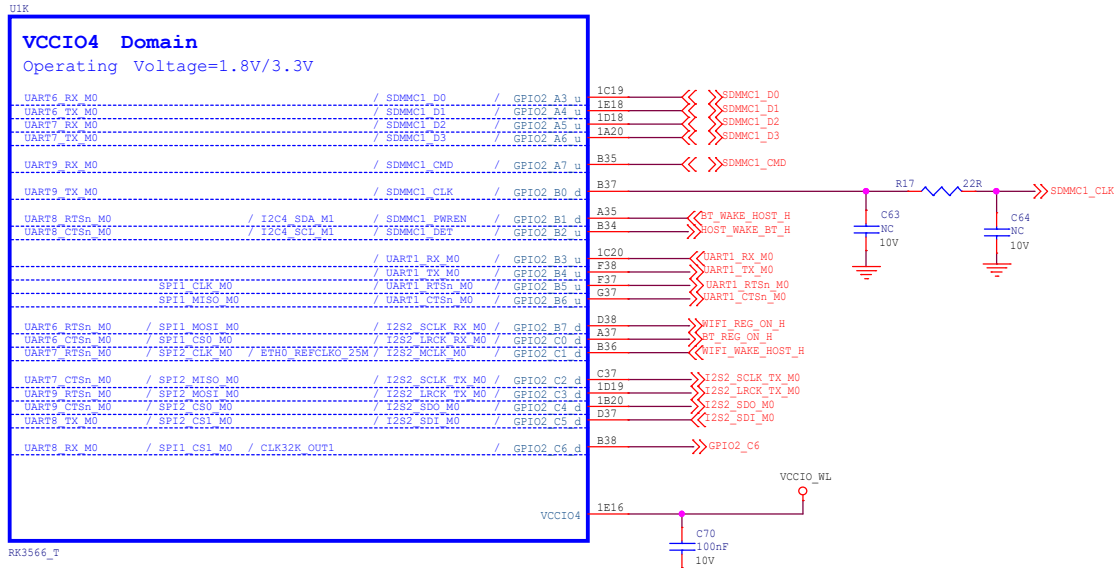 U1K
VCCIO4 Domain
Operating Voltage=1.8V/3.3V
UART6_RX_M0 / SDMMC1_D0 / GPIO2_A3_u 1C19 SDMMC1_D0
UART6_TX_M0 / SDMMC1_D1 / GPIO2_A4_u 1E18 SDMMC1_D1
UART7_RX_M0 / SDMMC1_D2 / GPIO2_A5_u 1D18 SDMMC1_D2
UART7_TX_M0 / SDMMC1_D3 / GPIO2_A6_u 1A20 SDMMC1_D3
UART9_RX_M0 / SDMMC1_CMD / GPIO2_A7_u B35 SDMMC1_CMD
UART9_TX_M0 / SDMMC1_CLK / GPIO2_B0_d B37 R17 22R SDMMC1_CLK
UART8_RTSn_M0 / I2C4_SDA_M1 / SDMMC1_PWREN / GPIO2_B1_d A35 BT_WAKE_HOST_H
UART8_CTSn_M0 / I2C4_SCL_M1 / SDMMC1_DET / GPIO2_B2_u B34 HOST_WAKE_BT_H
C63
NC
10V
C64
NC
10V
/ UART1_RX_M0 / GPIO2_B3_u 1C20 UART1_RX_M0
/ UART1_TX_M0 / GPIO2_B4_u F38 UART1_TX_M0
SPI1_CLK_M0 / UART1_RTSn_M0 / GPIO2_B5_u F37 UART1_RTSn_M0
SPI1_MISO_M0 / UART1_CTSn_M0 / GPIO2_B6_u G37 UART1_CTSn_M0
UART6_RTSn_M0 / SPI1_MOSI_M0 / I2S2_SCLK_RX_M0 / GPIO2_B7_d D38 WIFI_REG_ON_H
UART6_CTSn_M0 / SPI1_CS0_M0 / I2S2_LRCK_RX_M0 / GPIO2_C0_d A37 BT_REG_ON_H
UART7_RTSn_M0 / SPI2_CLK_M0 / ETH0_REFCLKO_25M / I2S2_MCLK_M0 / GPIO2_C1_d B36 WIFI_WAKE_HOST_H
UART7_CTSn_M0 / SPI2_MISO_M0 / I2S2_SCLK_TX_M0 / GPIO2_C2_d C37 I2S2_SCLK_TX_M0
UART9_RTSn_M0 / SPI2_MOSI_M0 / I2S2_LRCK_TX_M0 / GPIO2_C3_d 1D19 I2S2_LRCK_TX_M0
UART9_CTSn_M0 / SPI2_CS0_M0 / I2S2_SDO_M0 / GPIO2_C4_d 1B20 I2S2_SDO_M0
UART8_TX_M0 / SPI2_CS1_M0 / I2S2_SDI_M0 / GPIO2_C5_d D37 I2S2_SDI_M0
UART8_RX_M0 / SPI1_CS1_M0 / CLK32K_OUT1 / GPIO2_C6_d B38 GPIO2_C6
VCCIO_WL
VCCIO4 1E16
C70
100nF
10V
RK3566_T